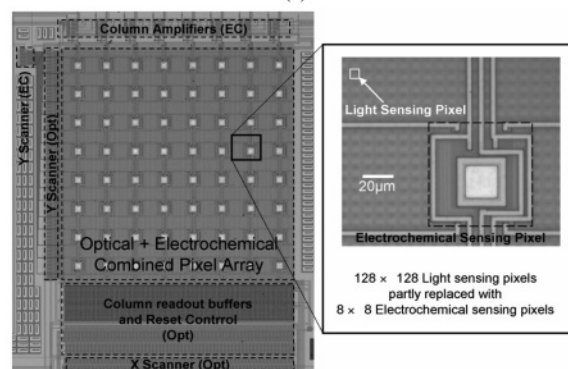 Column Amplifiers (EC)
Y Scanner (EC)
Y Scanner (Opt)
Optical + Electrochemical
Combined Pixel Array
Column readout buffers
and Reset Contrrol
(Opt)
X Scanner (Opt)
Light Sensing Pixel
20μm
Electrochemical Sensing Pixel
128 × 128 Light sensing pixels
partly replaced with
8 × 8 Electrochemical sensing pixels